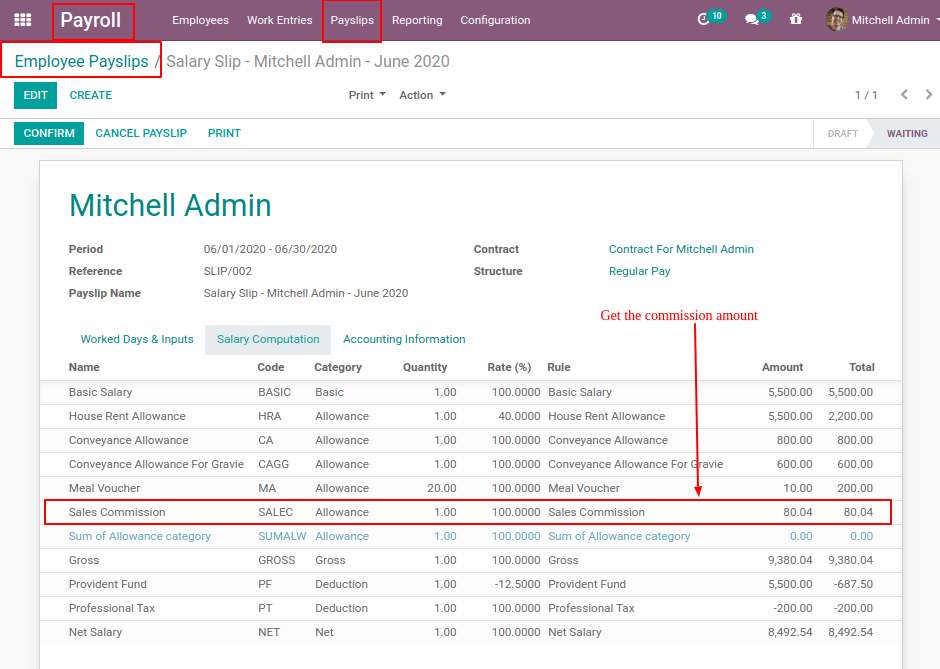 Payroll Employees Work Entries Payslips Reporting Configuration 10 3 Mitchell Admin
Employee Payslips / Salary Slip - Mitchell Admin - June 2020
EDIT CREATE Print Action 1 / 1
CONFIRM CANCEL PAYSLIP PRINT DRAFT WAITING
Mitchell Admin
Period 06/01/2020 - 06/30/2020 Contract Contract For Mitchell Admin
Reference SLIP/002 Structure Regular Pay
Payslip Name Salary Slip - Mitchell Admin - June 2020
Get the commission amount
Worked Days & Inputs Salary Computation Accounting Information
Name Code Category Quantity Rate (%) Rule Amount Total
Basic Salary BASIC Basic 1.00 100.0000 Basic Salary 5,500.00 5,500.00
House Rent Allowance HRA Allowance 1.00 40.0000 House Rent Allowance 5,500.00 2,200.00
Conveyance Allowance CA Allowance 1.00 100.0000 Conveyance Allowance 800.00 800.00
Conveyance Allowance For Gravie CAGG Allowance 1.00 100.0000 Conveyance Allowance For Gravie 600.00 600.00
Meal Voucher MA Allowance 20.00 100.0000 Meal Voucher 10.00 200.00
Sales Commission SALEC Allowance 1.00 100.0000 Sales Commission 80.04 80.04
Sum of Allowance category SUMALW Allowance 1.00 100.0000 Sum of Allowance category 0.00 0.00
Gross GROSS Gross 1.00 100.0000 Gross 9,380.04 9,380.04
Provident Fund PF Deduction 1.00 -12.5000 Provident Fund 5,500.00 -687.50
Professional Tax PT Deduction 1.00 100.0000 Professional Tax -200.00 -200.00
Net Salary NET Net 1.00 100.0000 Net Salary 8,492.54 8,492.54